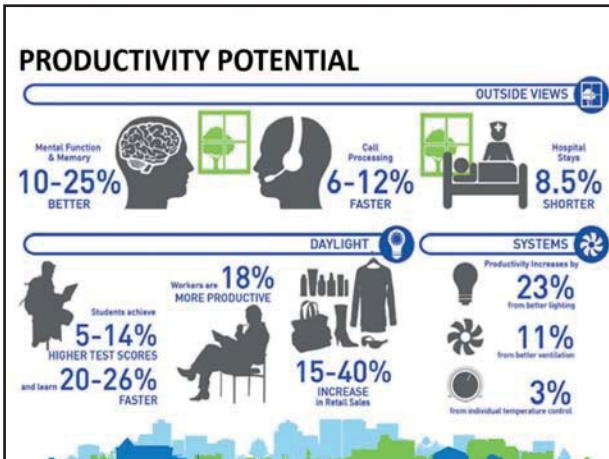 PRODUCTIVITY POTENTIAL
OUTSIDE VIEWS
Mental Function
& Memory
10-25%
BETTER
Call
Processing
6-12%
FASTER
Hospital
Stays
8.5%
SHORTER
DAYLIGHT
Students achieve
5-14%
HIGHER TEST SCORES
and learn 20-26%
FASTER
Workers are 18%
MORE PRODUCTIVE
15-40%
INCREASE
in Retail Sales
SYSTEMS
Productivity Increases by
23%
from better lighting
11%
from better ventilation
3%
from individual temperature control